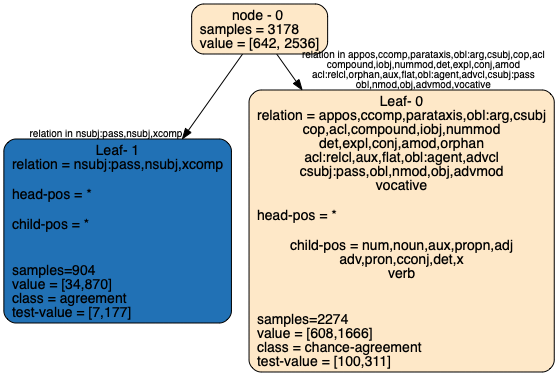 node - 0
samples = 3178
value = [642, 2536]
relation in appos,ccomp,parataxis,obl:arg,csubj,cop,acl
compound,iobj,nummod,det,expl,conj,amod
acl:relcl,orphan,aux,flat,obl:agent,advcl,csubj:pass
obl,nmod,obj,advmod,vocative
relation in nsubj:pass,nsubj,xcomp
Leaf- 1
relation = nsubj:pass,nsubj,xcomp
head-pos = *
child-pos = *
samples=904
value = [34,870]
class = agreement
test-value = [7,177]
Leaf- 0
relation = appos,ccomp,parataxis,obl:arg,csubj
cop,acl,compound,iobj,nummod
det,expl,conj,amod,orphan
acl:relcl,aux,flat,obl:agent,advcl
csubj:pass,obl,nmod,obj,advmod
vocative
head-pos = *
child-pos = num,noun,aux,propn,adj
adv,pron,cconj,det,x
verb
samples=2274
value = [608,1666]
class = chance-agreement
test-value = [100,311]